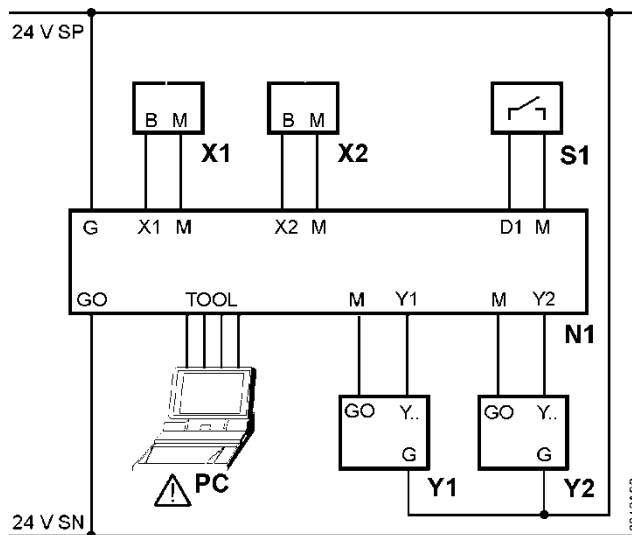 24 V SP
B M
X1
B M
X2
S1
G X1 M X2 M D1 M
GO TOOL M Y1 M Y2
N1
GO Y..
G
Y1
GO Y..
G
Y2
PC
24 V SN